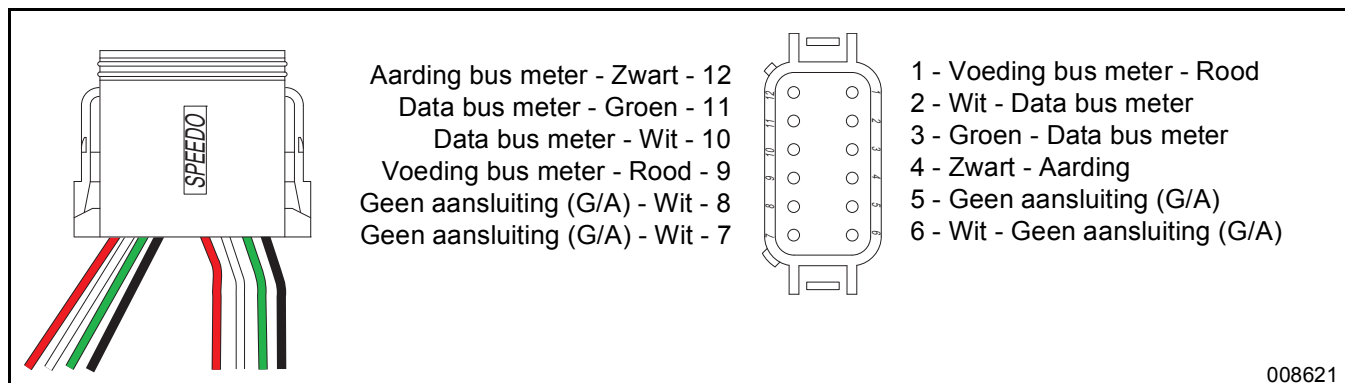 SPEEDO
Aarding bus meter - Zwart - 12
Data bus meter - Groen - 11
Data bus meter - Wit - 10
Voeding bus meter - Rood - 9
Geen aansluiting (G/A) - Wit - 8
Geen aansluiting (G/A) - Wit - 7
12 1
11 2
10 3
9 4
8 5
7 6
1 - Voeding bus meter - Rood
2 - Wit - Data bus meter
3 - Groen - Data bus meter
4 - Zwart - Aarding
5 - Geen aansluiting (G/A)
6 - Wit - Geen aansluiting (G/A)
008621